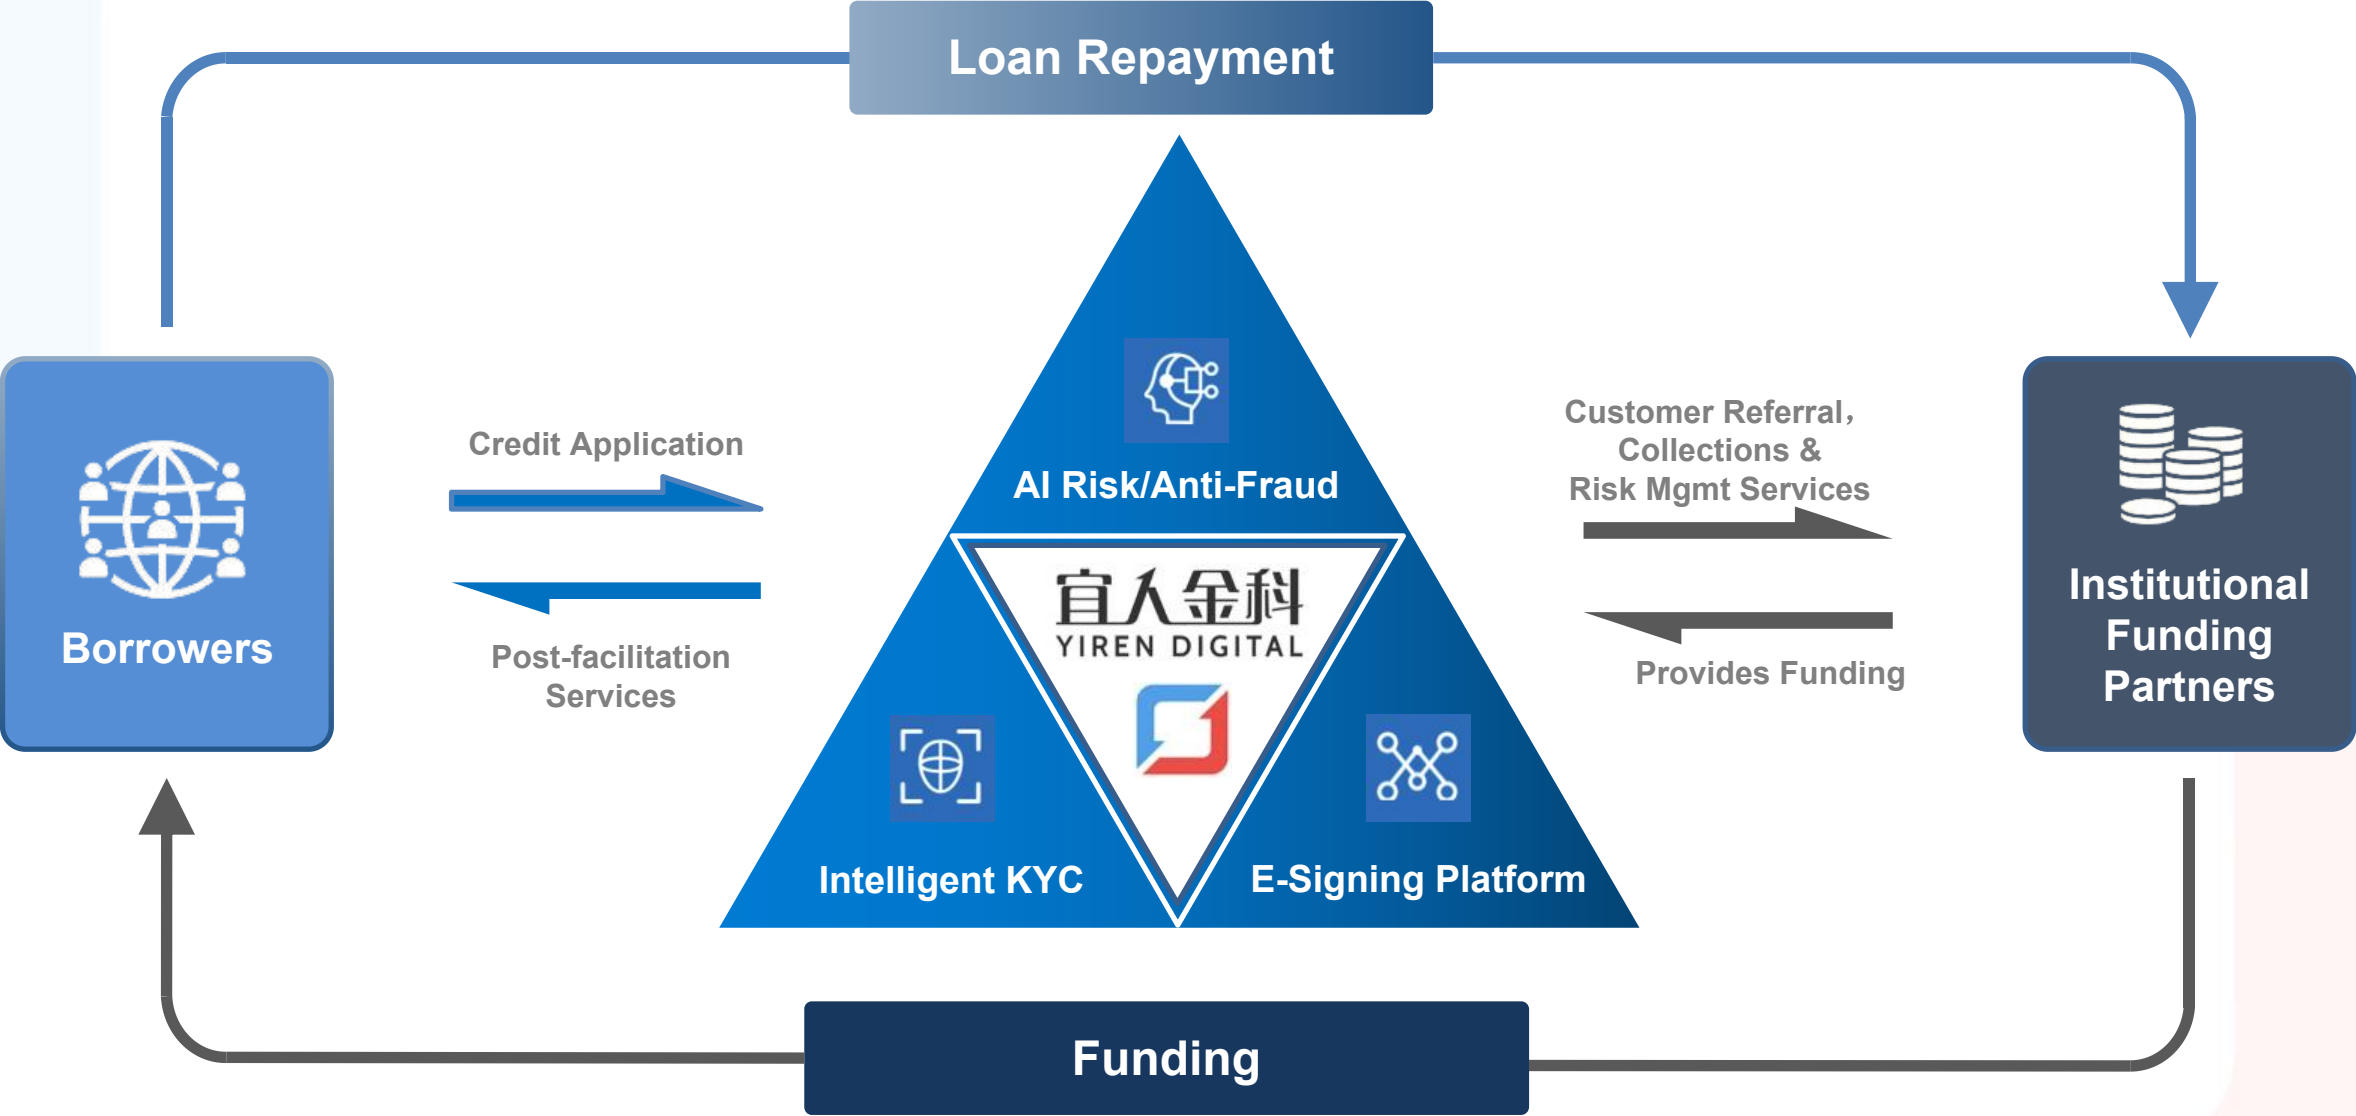 Loan Repayment
Credit Application
Post-facilitation
Services
Borrowers
AI Risk/Anti-Fraud
宜人金科
YIREN DIGITAL
Intelligent KYC
E-Signing Platform
Customer Referral，
Collections &
Risk Mgmt Services
Provides Funding
Institutional
Funding
Partners
Funding